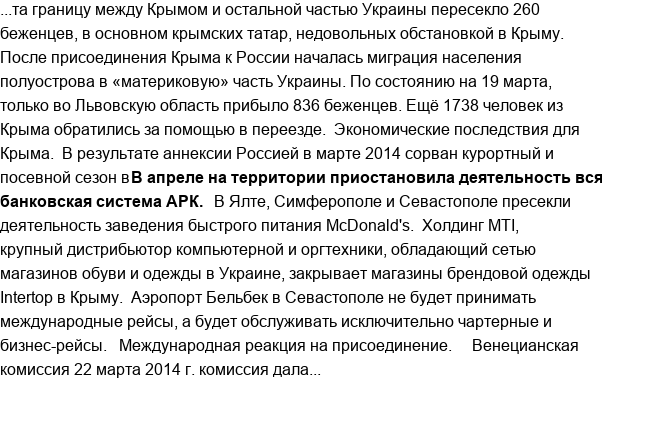 ...та границу между Крымом и остальной частью Украины пересекло 260
беженцев, в основном крымских татар, недовольных обстановкой в Крыму.
После присоединения Крыма к России началась миграция населения
полуострова в «материковую» часть Украины. По состоянию на 19 марта,
только во Львовскую область прибыло 836 беженцев. Ещё 1738 человек из
Крыма обратились за помощью в переезде. Экономические последствия для
Крыма. В результате аннексии Россией в марте 2014 сорван курортный и
посевной сезон вВ апреле на территории приостановила деятельность вся
банковская система АРК. В Ялте, Симферополе и Севастополе пресекли
деятельность заведения быстрого питания McDonald's. Холдинг MTI,
крупный дистрибьютор компьютерной и оргтехники, обладающий сетью
магазинов обуви и одежды в Украине, закрывает магазины брендовой одежды
Intertop в Крыму. Аэропорт Бельбек в Севастополе не будет принимать
международные рейсы, а будет обслуживать исключительно чартерные и
бизнес-рейсы. Международная реакция на присоединение. Венецианская
комиссия 22 марта 2014 г. комиссия дала...